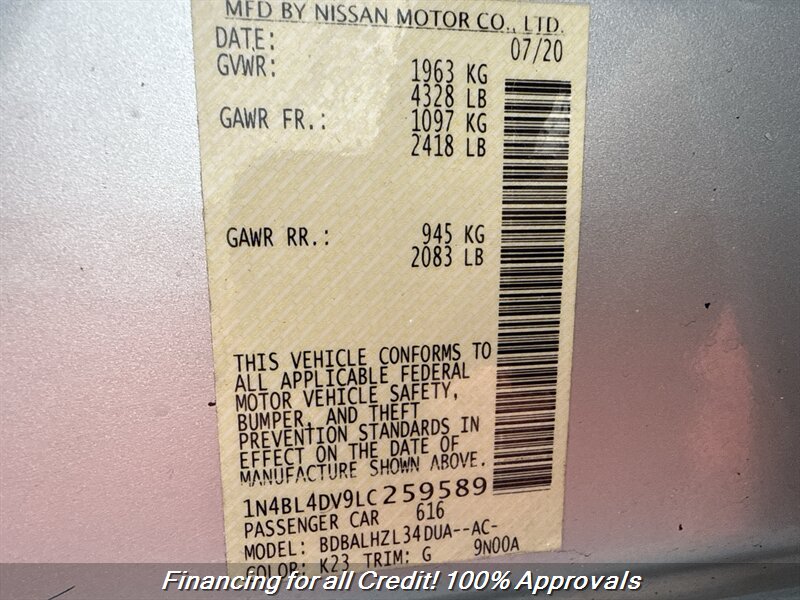 MFD BY NISSAN MOTOR CO., LTD.
DATE: 07/20
GVWR: 1963 KG
4328 LB
GAWR FR.: 1097 KG
2418 LB
GAWR RR.: 945 KG
2083 LB
THIS VEHICLE CONFORMS TO
ALL APPLICABLE FEDERAL
MOTOR VEHICLE SAFETY,
BUMPER, AND THEFT
PREVENTION STANDARDS IN
EFFECT ON THE DATE OF
MANUFACTURE SHOWN ABOVE.
1N4BL4DV9LC259589
PASSENGER CAR 616
MODEL: BDBALHZL34DUA--AC-
COLOR: K23 TRIM: G 9N00A
Financing for all Credit! 100% Approvals